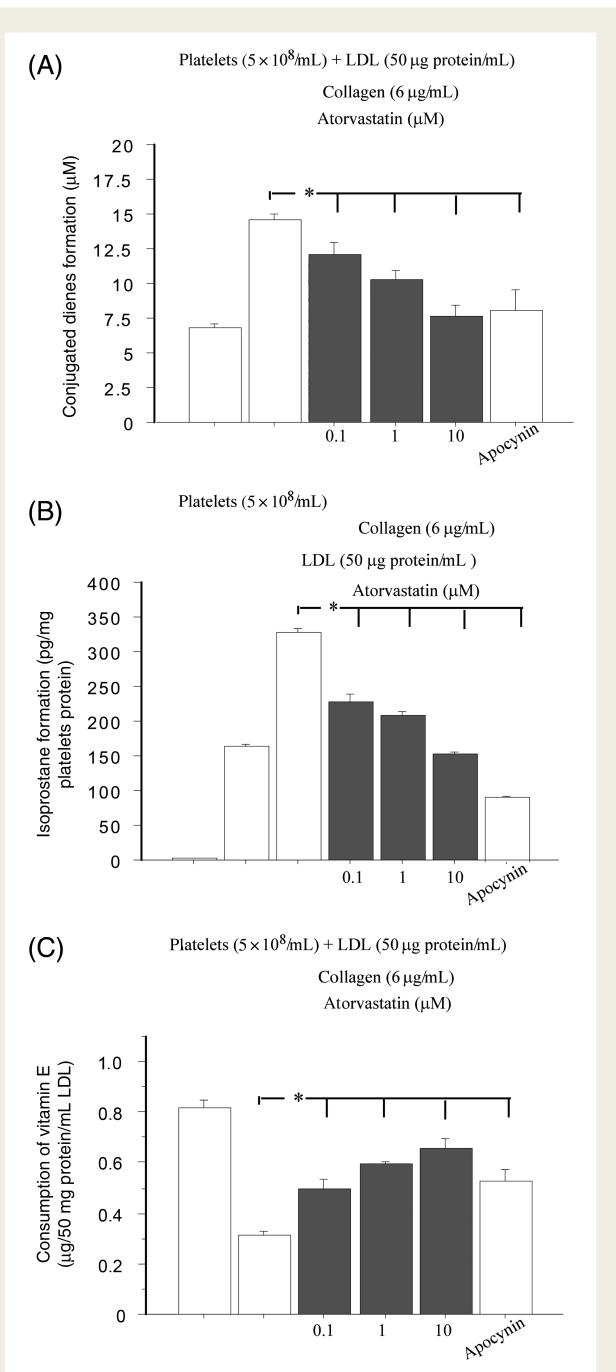 (A)
Platelets (5 × 10⁸/mL) + LDL (50 μg protein/mL)
Collagen (6 μg/mL)
Atorvastatin (μM)
Conjugated dienes formation (μM)
20
17.5
15
12.5
10
7.5
5
2.5
0
*
0.1 1 10 Apocynin
(B)
Platelets (5 × 10⁸/mL)
Collagen (6 μg/mL)
LDL (50 μg protein/mL )
Atorvastatin (μM)
Isoprostane formation (pg/mg
platelets protein)
400
350
300
250
200
150
100
50
0
*
0.1 1 10 Apocynin
(C)
Platelets (5 × 10⁸/mL) + LDL (50 μg protein/mL)
Collagen (6 μg/mL)
Atorvastatin (μM)
Consumption of vitamin E
(μg/50 mg protein/mL LDL)
1.0
0.8
0.6
0.4
0.2
0
*
0.1 1 10 Apocynin